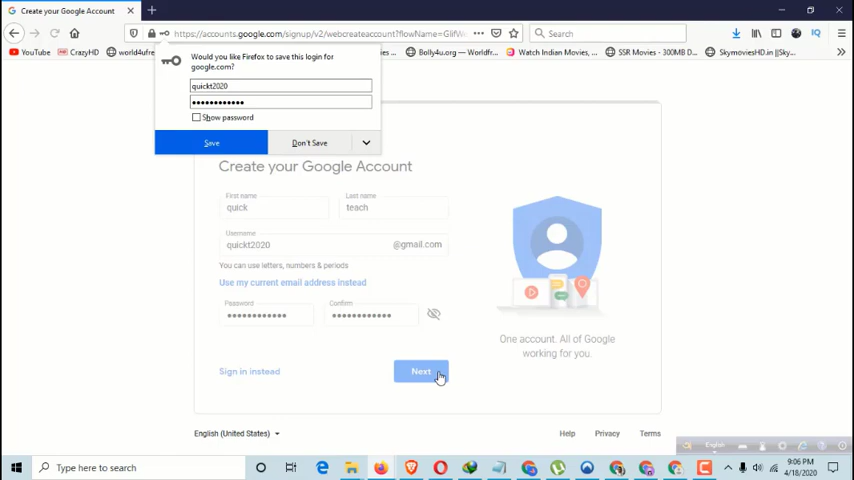 Create your Google Account
https://accounts.google.com/signup/v2/webcreateaccount?flowName=GlifW
Search
YouTube
CrazyHD
world4ufre
Bolly4u.org
Watch Indian Movies,
SSR Movies - 300mb
SkymoviesHD.in ||Sky
Would you like Firefox to save this login for
google.com?
quickt2020
••••••••••••
Show password
Save
Don't Save
Create your Google Account
First name
Last name
quick
teach
Username
quickt2020
@gmail.com
You can use letters, numbers & periods
Use my current email address instead
Password
Confirm
••••••••••••
••••••••••••
Sign in instead
Next
One account. All of Google
working for you.
English (United States)
Help
Privacy
Terms
English
Type here to search
9:06 PM
4/18/2020